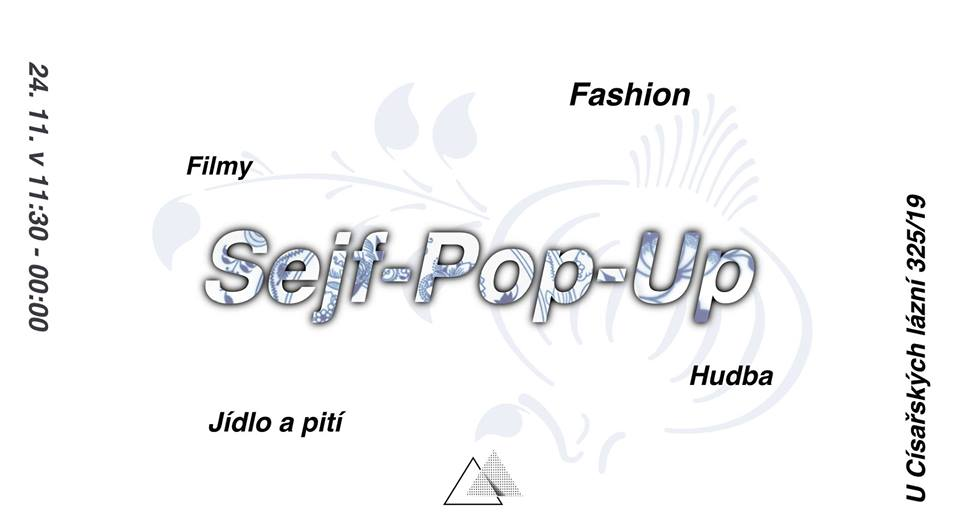 24. 11. v 11:30 - 00:00
Fashion
Filmy
Sejf-Pop-Up
Hudba
Jídlo a pití
U Císařských lázní 325/19